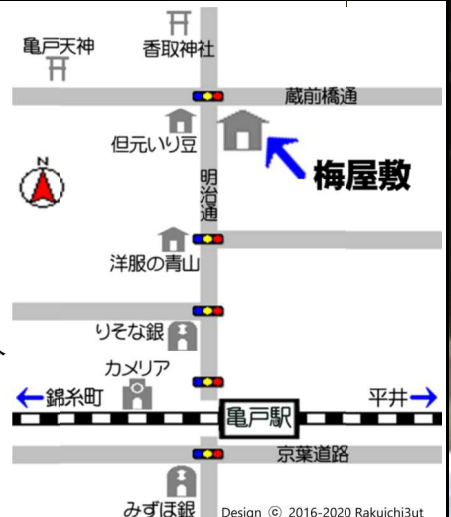 亀戸天神
香取神社
蔵前橋通
但元いり豆
梅屋敷
N
明治通
洋服の青山
りそな銀
カメリア
←錦糸町
平井→
亀戸駅
京葉道路
みずほ銀
Design © 2016-2020 Rakuichi3ut